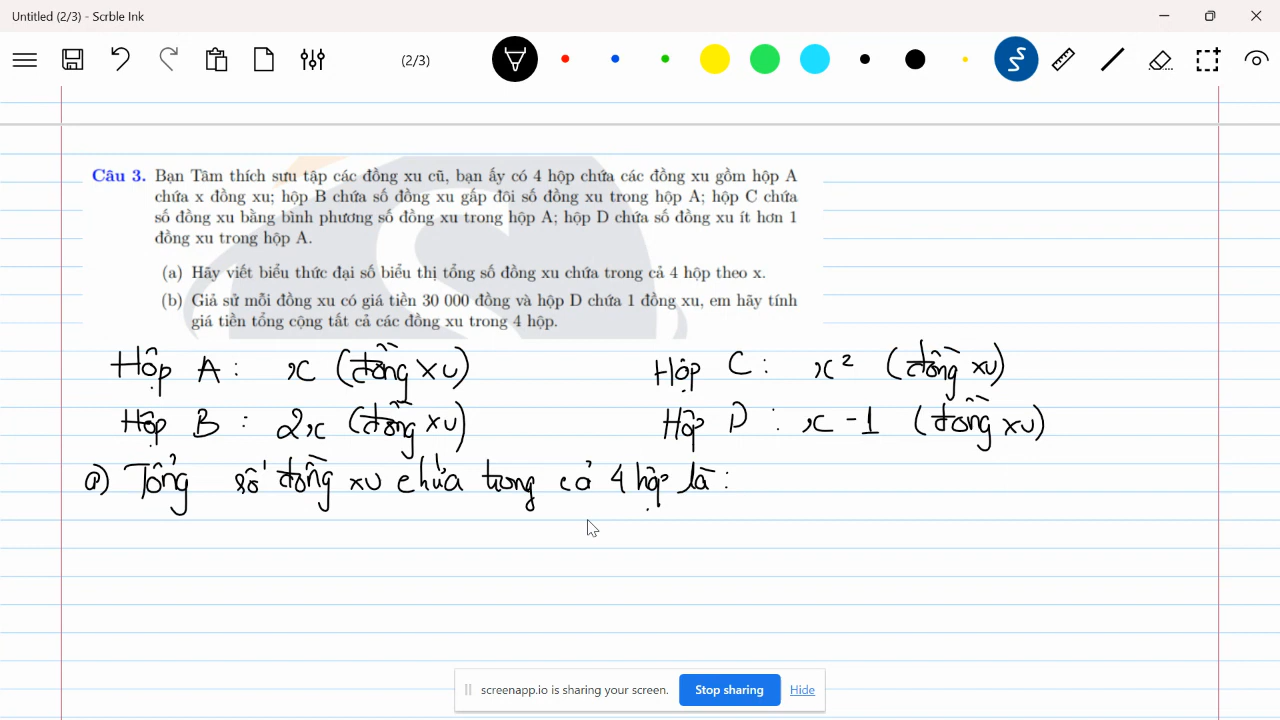 Untitled (2/3) - Scrble Ink
(2/3)
Câu 3. Bạn Tâm thích sưu tập các đồng xu cũ, bạn ấy có 4 hộp chứa các đồng xu gồm hộp A
chứa x đồng xu; hộp B chứa số đồng xu gấp đôi số đồng xu trong hộp A; hộp C chứa
số đồng xu bằng bình phương số đồng xu trong hộp A; hộp D chứa số đồng xu ít hơn 1
đồng xu trong hộp A.
(a) Hãy viết biểu thức đại số biểu thị tổng số đồng xu chứa trong cả 4 hộp theo x.
(b) Giả sử mỗi đồng xu có giá tiền 30 000 đồng và hộp D chứa 1 đồng xu, em hãy tính
giá tiền tổng cộng tất cả các đồng xu trong 4 hộp.
Hộp A : x (đồng xu) Hộp C : x² (đồng xu)
Hộp B : 2x (đồng xu) Hộp D : x - 1 (đồng xu)
a) Tổng số đồng xu chứa trong cả 4 hộp là :
screenapp.io is sharing your screen. Stop sharing Hide